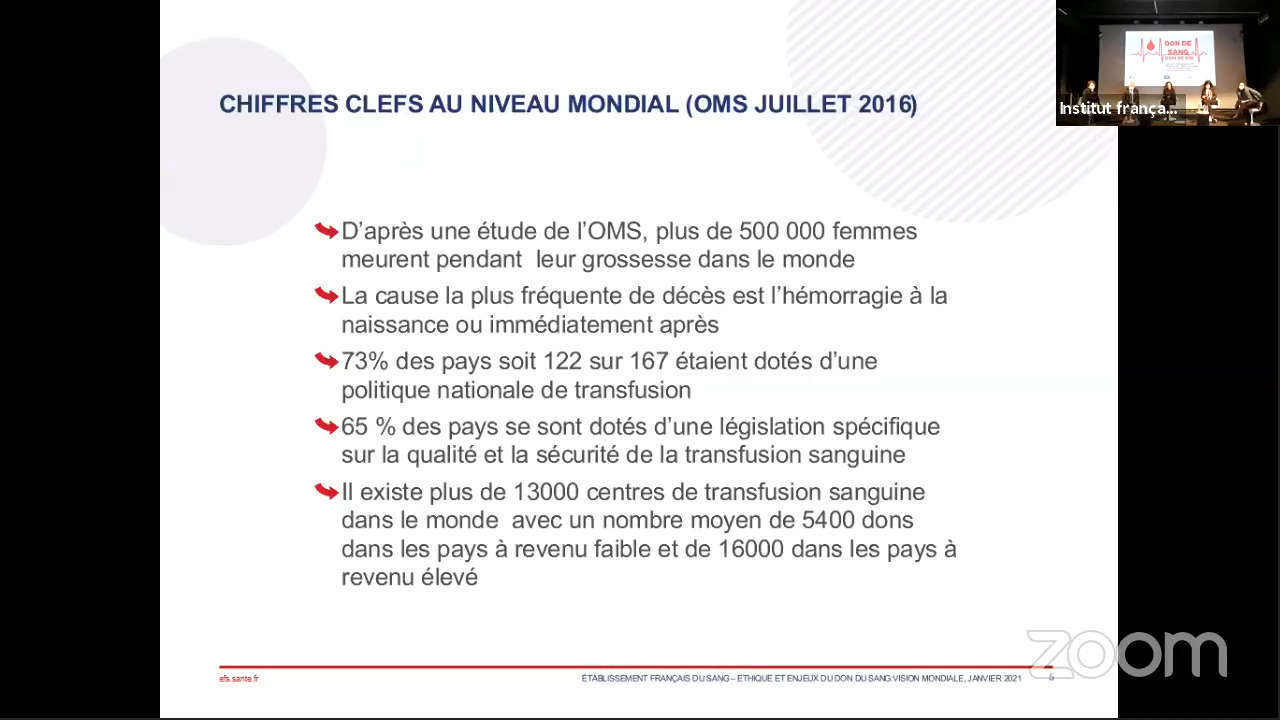 CHIFFRES CLEFS AU NIVEAU MONDIAL (OMS JUILLET 2016)
DON DE
SANG
DON DE SOI
Institut frança...
D’après une étude de l’OMS, plus de 500 000 femmes
meurent pendant leur grossesse dans le monde
La cause la plus fréquente de décès est l’hémorragie à la
naissance ou immédiatement après
73% des pays soit 122 sur 167 étaient dotés d’une
politique nationale de transfusion
65 % des pays se sont dotés d’une législation spécifique
sur la qualité et la sécurité de la transfusion sanguine
Il existe plus de 13000 centres de transfusion sanguine
dans le monde avec un nombre moyen de 5400 dons
dans les pays à revenu faible et de 16000 dans les pays à
revenu élevé
zoom
efs.sante.fr
ÉTABLISSEMENT FRANÇAIS DU SANG – ETHIQUE ET ENJEUX DU DON DU SANG:VISION MONDIALE, JANVIER 2021
5